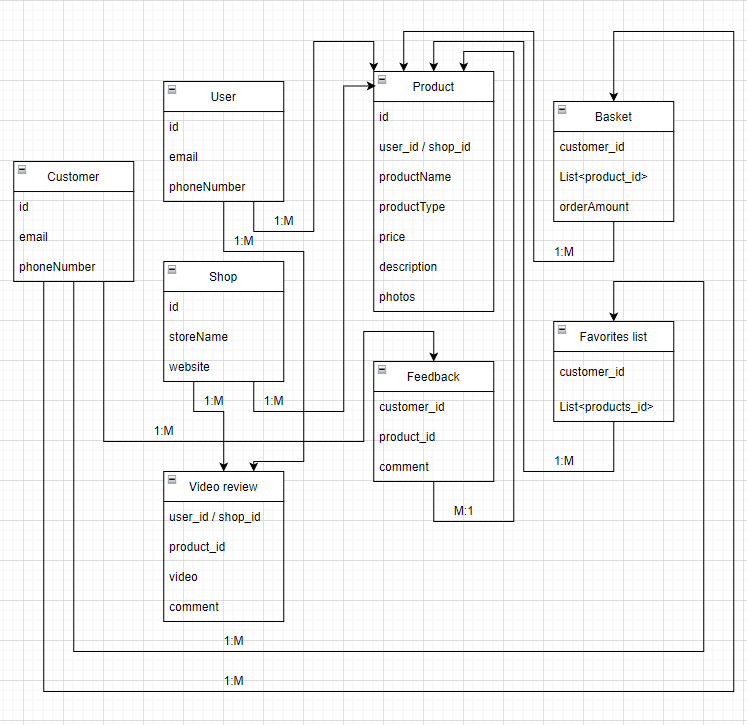 User
id
email
phoneNumber
1:M
1:M
Product
id
user_id / shop_id
productName
productType
price
description
photos
Basket
customer_id
List<product_id>
orderAmount
1:M
Customer
id
email
phoneNumber
Shop
id
storeName
website
1:M
1:M
1:M
Feedback
customer_id
product_id
comment
M:1
Favorites list
customer_id
List<products_id>
1:M
Video review
user_id / shop_id
product_id
video
comment
1:M
1:M